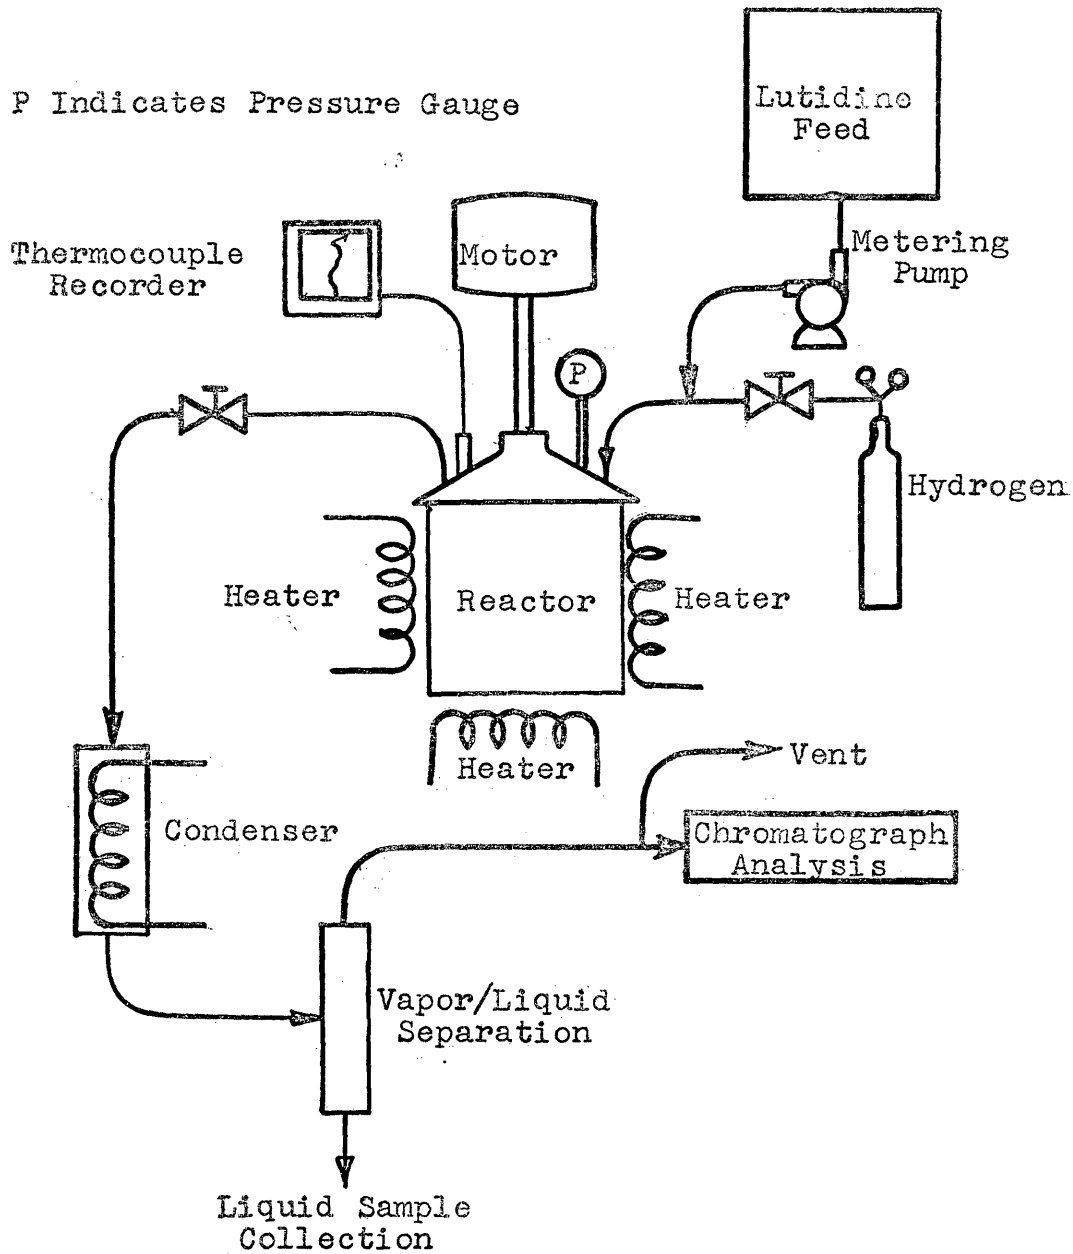 P Indicates Pressure Gauge
Lutidine
Feed
Thermocouple
Recorder
Motor
Metering
Pump
P
Hydrogen
Heater
Reactor
Heater
Heater
Vent
Condenser
Chromatograph
Analysis
Vapor/Liquid
Separation
Liquid Sample
Collection